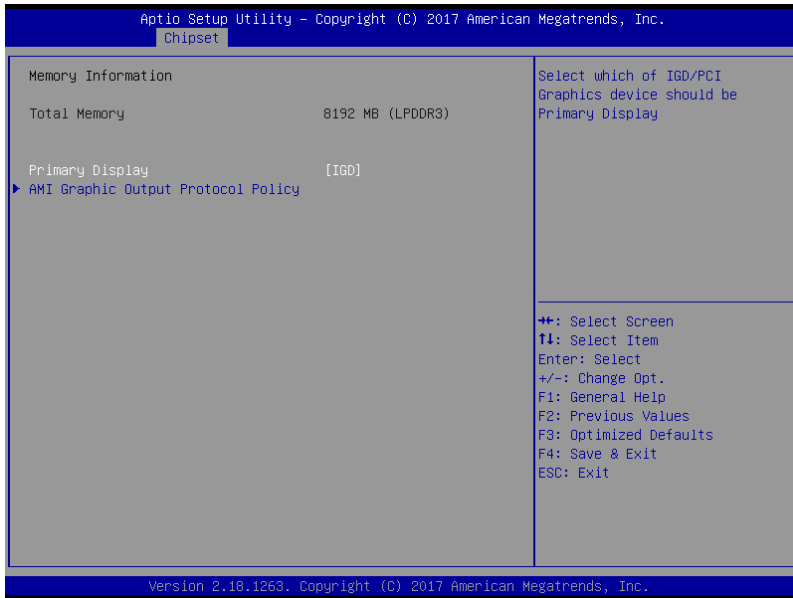 Aptio Setup Utility – Copyright (C) 2017 American Megatrends, Inc.
Chipset
Memory Information
Total Memory 8192 MB (LPDDR3)
Primary Display [IGD]
AMI Graphic Output Protocol Policy
Select which of IGD/PCI
Graphics device should be
Primary Display
→←: Select Screen
↑↓: Select Item
Enter: Select
+/-: Change Opt.
F1: General Help
F2: Previous Values
F3: Optimized Defaults
F4: Save & Exit
ESC: Exit
Version 2.18.1263. Copyright (C) 2017 American Megatrends, Inc.